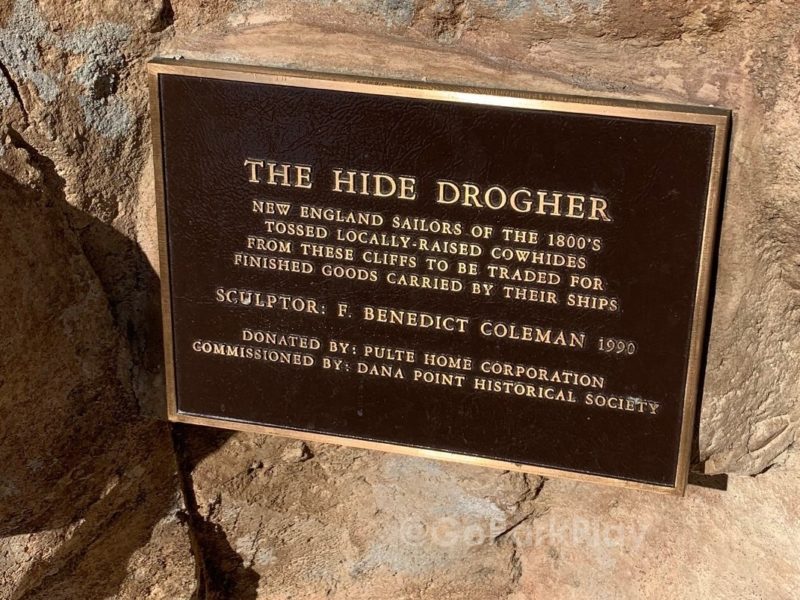 THE HIDE DROGHER
NEW ENGLAND SAILORS OF THE 1800'S
TOSSED LOCALLY-RAISED COWHIDES
FROM THESE CLIFFS TO BE TRADED FOR
FINISHED GOODS CARRIED BY THEIR SHIPS
SCULPTOR: F. BENEDICT COLEMAN 1990
DONATED BY: PULTE HOME CORPORATION
COMMISSIONED BY: DANA POINT HISTORICAL SOCIETY
©GoParkPlay